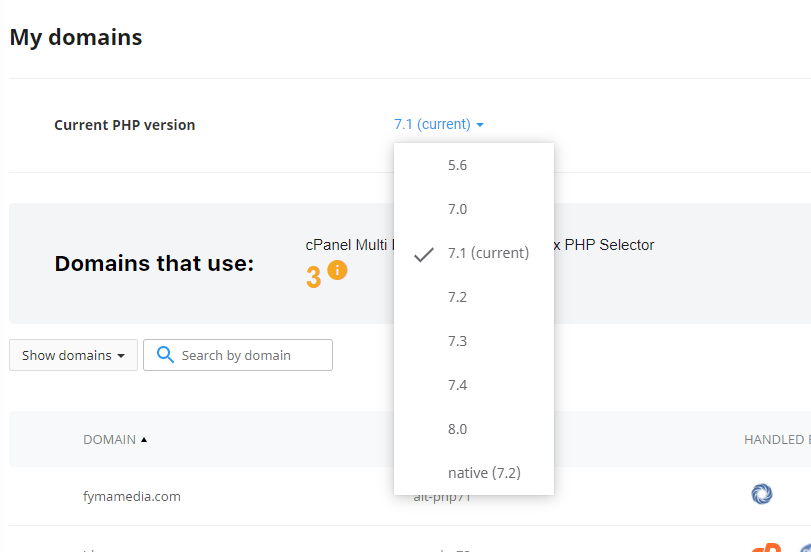 My domains
Current PHP version
7.1 (current)
5.6
7.0
7.1 (current)
7.2
7.3
7.4
8.0
native (7.2)
Domains that use:
cPanel Multi
PHP Selector
3
Show domains
Search by domain
DOMAIN
HANDLED
fymamedia.com
alt-php71